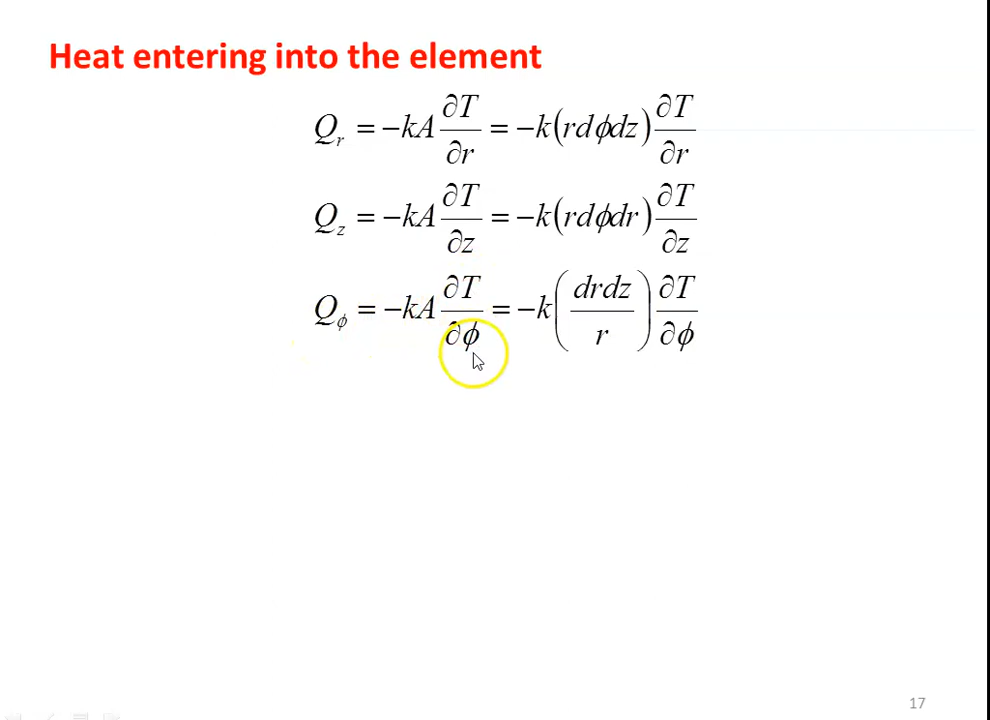 Heat entering into the element
Q_r = −kA ∂T/∂r = −k(rdϕdz) ∂T/∂r
Q_z = −kA ∂T/∂z = −k(rdϕdr) ∂T/∂z
Q_ϕ = −kA ∂T/∂ϕ = −k(drdz/r) ∂T/∂ϕ
17